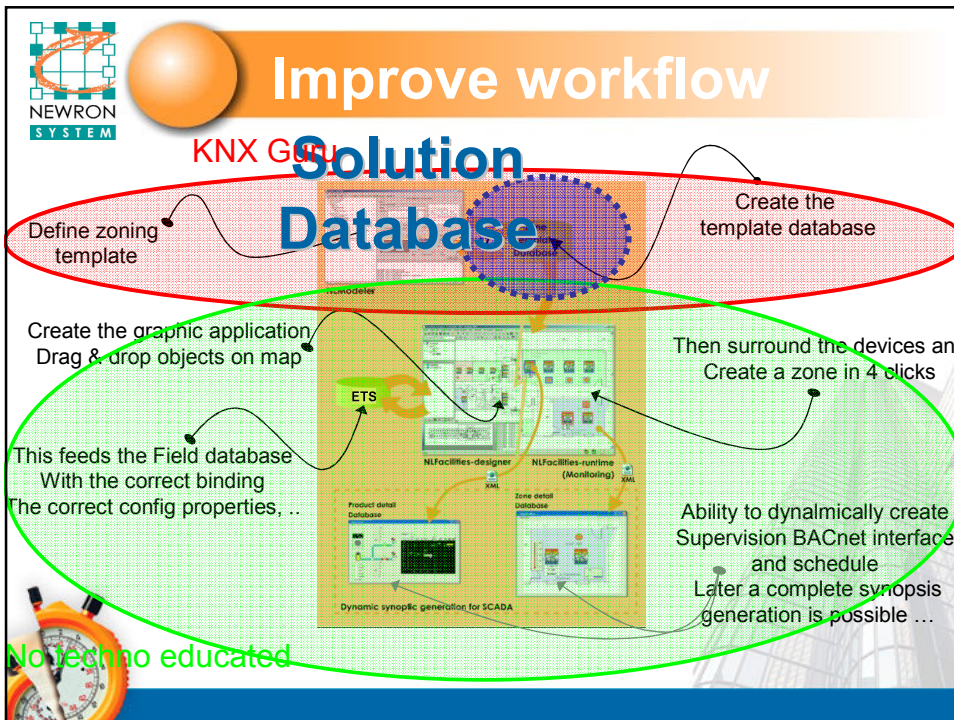 NEWRON
SYSTEM
Improve workflow
KNX Guru
Solution
Database
Define zoning
template
Create the
template database
Database
NLModeler
Create the graphic application
Drag & drop objects on map
Then surround the devices an
Create a zone in 4 clicks
ETS
NLFacilities-designer
NLFacilities-runtime
(Monitoring)
XML
XML
This feeds the Field database
With the correct binding
The correct config properties, ..
Product detail
Database
Zone detail
Database
Ability to dynalmically create
Supervision BACnet interface
and schedule
Later a complete synopsis
generation is possible …
Dynamic synoptic generation for SCADA
No techno educated